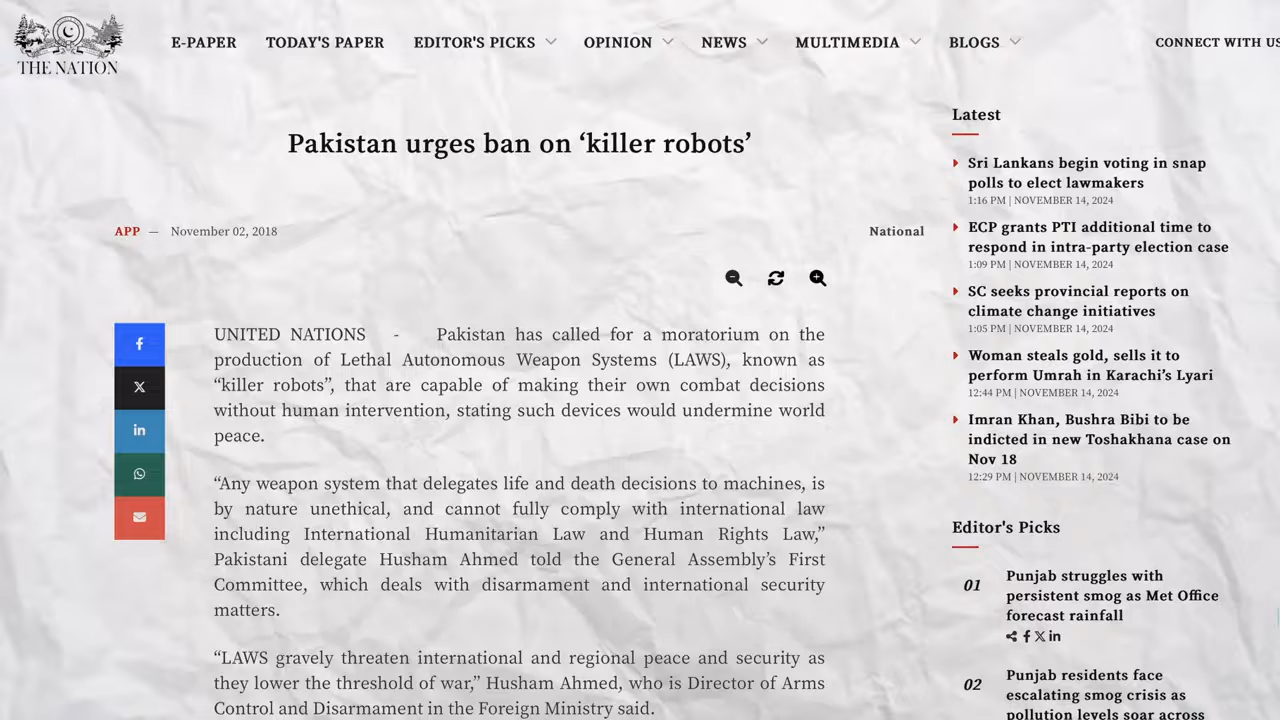 THE NATION
E-PAPER TODAY'S PAPER EDITOR'S PICKS OPINION NEWS MULTIMEDIA BLOGS CONNECT WITH US
Pakistan urges ban on ‘killer robots’
APP — November 02, 2018
National
UNITED NATIONS - Pakistan has called for a moratorium on the
production of Lethal Autonomous Weapon Systems (LAWS), known as
“killer robots”, that are capable of making their own combat decisions
without human intervention, stating such devices would undermine world
peace.
“Any weapon system that delegates life and death decisions to machines, is
by nature unethical, and cannot fully comply with international law
including International Humanitarian Law and Human Rights Law,”
Pakistani delegate Husham Ahmed told the General Assembly’s First
Committee, which deals with disarmament and international security
matters.
“LAWS gravely threaten international and regional peace and security as
they lower the threshold of war,” Husham Ahmed, who is Director of Arms
Control and Disarmament in the Foreign Ministry said.
Latest
Sri Lankans begin voting in snap
polls to elect lawmakers
1:16 PM | NOVEMBER 14, 2024
ECP grants PTI additional time to
respond in intra-party election case
1:09 PM | NOVEMBER 14, 2024
SC seeks provincial reports on
climate change initiatives
1:05 PM | NOVEMBER 14, 2024
Woman steals gold, sells it to
perform Umrah in Karachi’s Lyari
12:44 PM | NOVEMBER 14, 2024
Imran Khan, Bushra Bibi to be
indicted in new Toshakhana case on
Nov 18
12:29 PM | NOVEMBER 14, 2024
Editor's Picks
01
Punjab struggles with
persistent smog as Met Office
forecast rainfall
02
Punjab residents face
escalating smog crisis as
pollution levels soar across